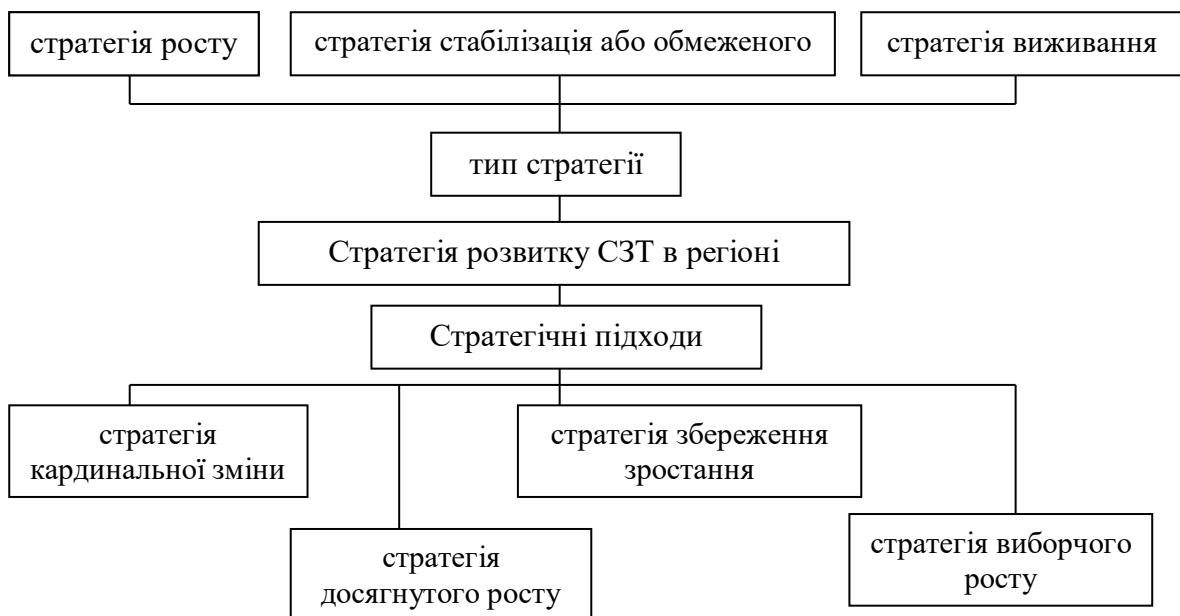 стратегія росту
стратегія стабілізація або обмеженого
стратегія виживання
тип стратегії
Стратегія розвитку СЗТ в регіоні
Стратегічні підходи
стратегія
кардинальної зміни
стратегія збереження
зростання
стратегія
досягнутого росту
стратегія виборчого
росту